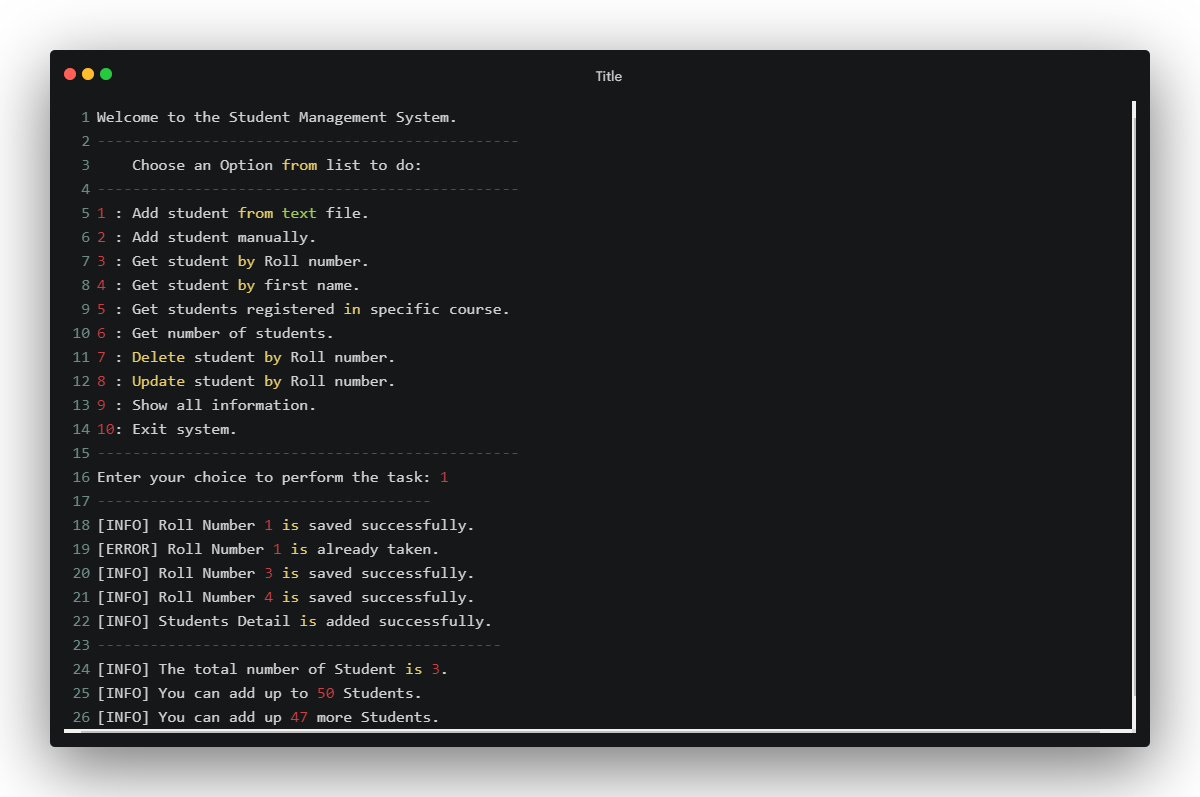 Title
1 Welcome to the Student Management System.
2 ------------------------------------------------
3     Choose an Option from list to do:
4 ------------------------------------------------
5 1 : Add student from text file.
6 2 : Add student manually.
7 3 : Get student by Roll number.
8 4 : Get student by first name.
9 5 : Get students registered in specific course.
10 6 : Get number of students.
11 7 : Delete student by Roll number.
12 8 : Update student by Roll number.
13 9 : Show all information.
14 10: Exit system.
15 ------------------------------------------------
16 Enter your choice to perform the task: 1
17 --------------------------------------
18 [INFO] Roll Number 1 is saved successfully.
19 [ERROR] Roll Number 1 is already taken.
20 [INFO] Roll Number 3 is saved successfully.
21 [INFO] Roll Number 4 is saved successfully.
22 [INFO] Students Detail is added successfully.
23 ----------------------------------------------
24 [INFO] The total number of Student is 3.
25 [INFO] You can add up to 50 Students.
26 [INFO] You can add up 47 more Students.